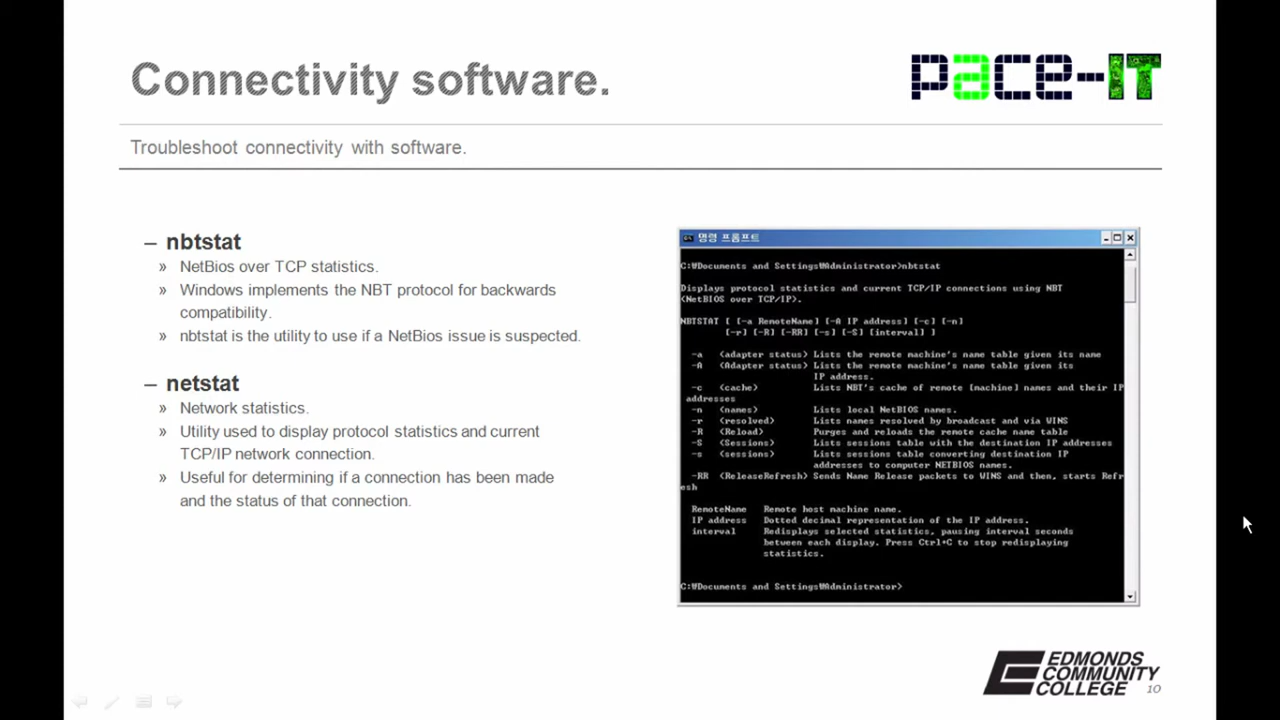 Connectivity software.
pace-IT
Troubleshoot connectivity with software.
– nbtstat
» NetBios over TCP statistics.
» Windows implements the NBT protocol for backwards
compatibility.
» nbtstat is the utility to use if a NetBios issue is suspected.
– netstat
» Network statistics.
» Utility used to display protocol statistics and current
TCP/IP network connection.
» Useful for determining if a connection has been made
and the status of that connection.
명령 프롬프트
C:₩Documents and Settings₩Administrator>nbtstat
Displays protocol statistics and current TCP/IP connections using NBT
(NetBIOS over TCP/IP).
NBTSTAT [ [-a RemoteName] [-A IP address] [-c] [-n]
[-r] [-R] [-RR] [-s] [-S] [interval] ]
-a (adapter status) Lists the remote machine's name table given its name
-A (Adapter status) Lists the remote machine's name table given its
IP address.
-c (cache) Lists NBT's cache of remote [machine] names and their IP
addresses
-n (names) Lists local NetBIOS names.
-r (resolved) Lists names resolved by broadcast and via WINS
-R (Reload) Purges and reloads the remote cache name table
-S (Sessions) Lists sessions table with the destination IP addresses
-s (sessions) Lists sessions table converting destination IP
addresses to computer NETBIOS names.
-RR (ReleaseRefresh) Sends Name Release packets to WINS and then, starts Refr
esh
RemoteName Remote host machine name.
IP address Dotted decimal representation of the IP address.
interval Redisplays selected statistics, pausing interval seconds
between each display. Press Ctrl+C to stop redisplaying
statistics.
C:₩Documents and Settings₩Administrator>
EDMONDS
COMMUNITY
COLLEGE
10